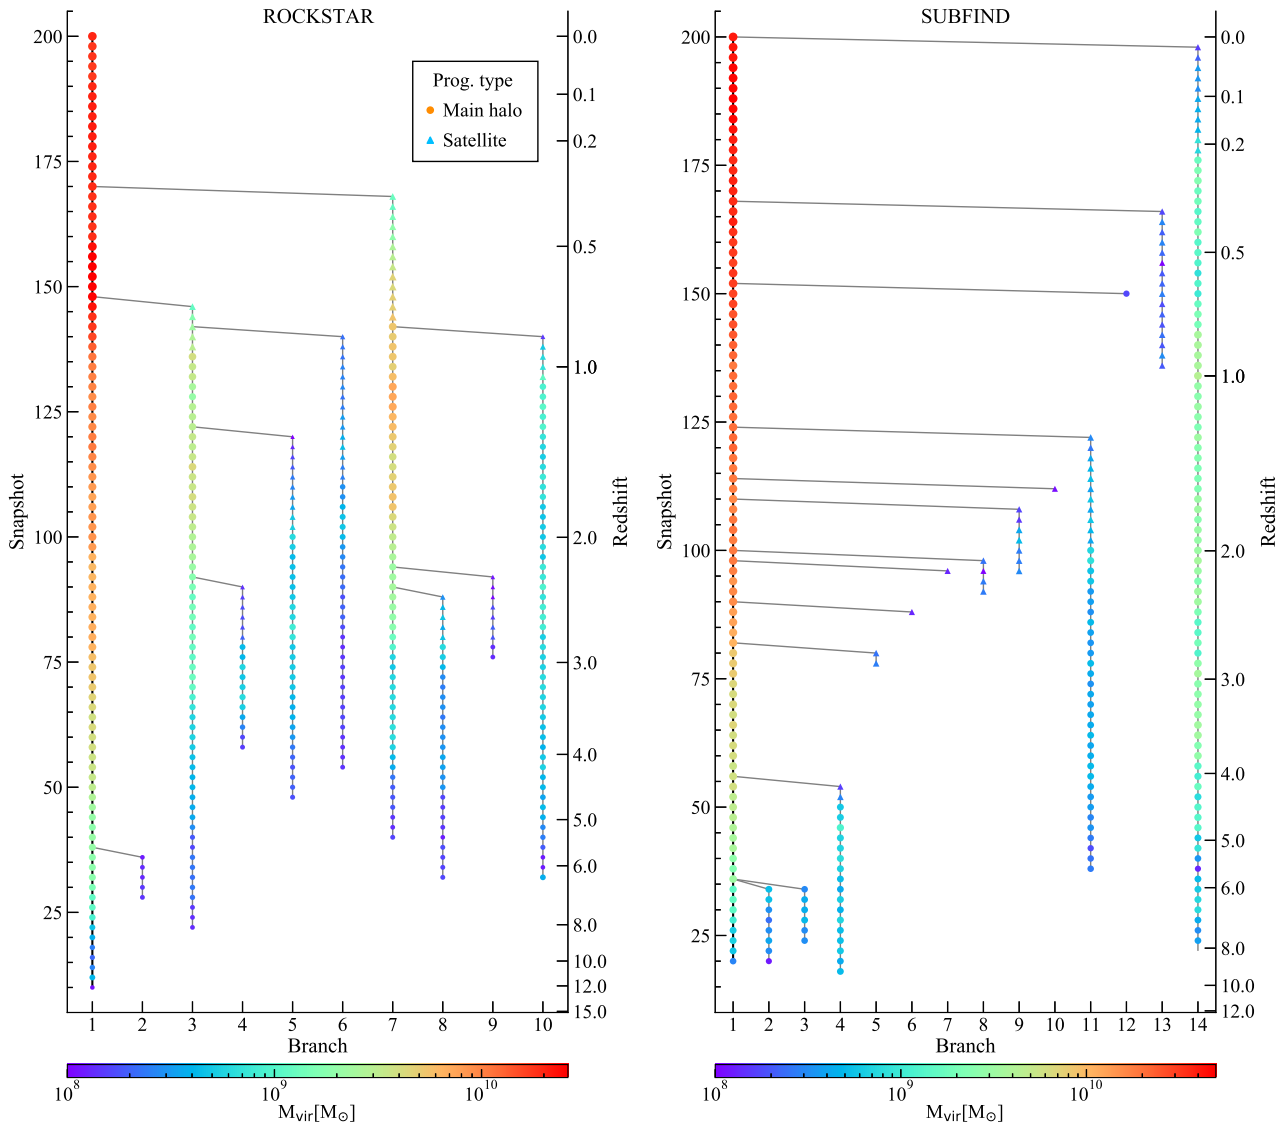 ROCKSTAR
SUBFIND
Prog. type
Main halo
Satellite
Snapshot
200
175
150
125
100
75
50
25
Redshift
0.0
0.1
0.2
0.5
1.0
2.0
3.0
4.0
5.0
6.0
8.0
10.0
12.0
15.0
1 2 3 4 5 6 7 8 9 10
Branch
10^8 10^9 10^10
M_vir[M_⊙]
Snapshot
200
175
150
125
100
75
50
25
Redshift
0.0
0.1
0.2
0.5
1.0
2.0
3.0
4.0
5.0
6.0
8.0
10.0
12.0
1 2 3 4 5 6 7 8 9 10 11 12 13 14
Branch
10^8 10^9 10^10
M_vir[M_⊙]